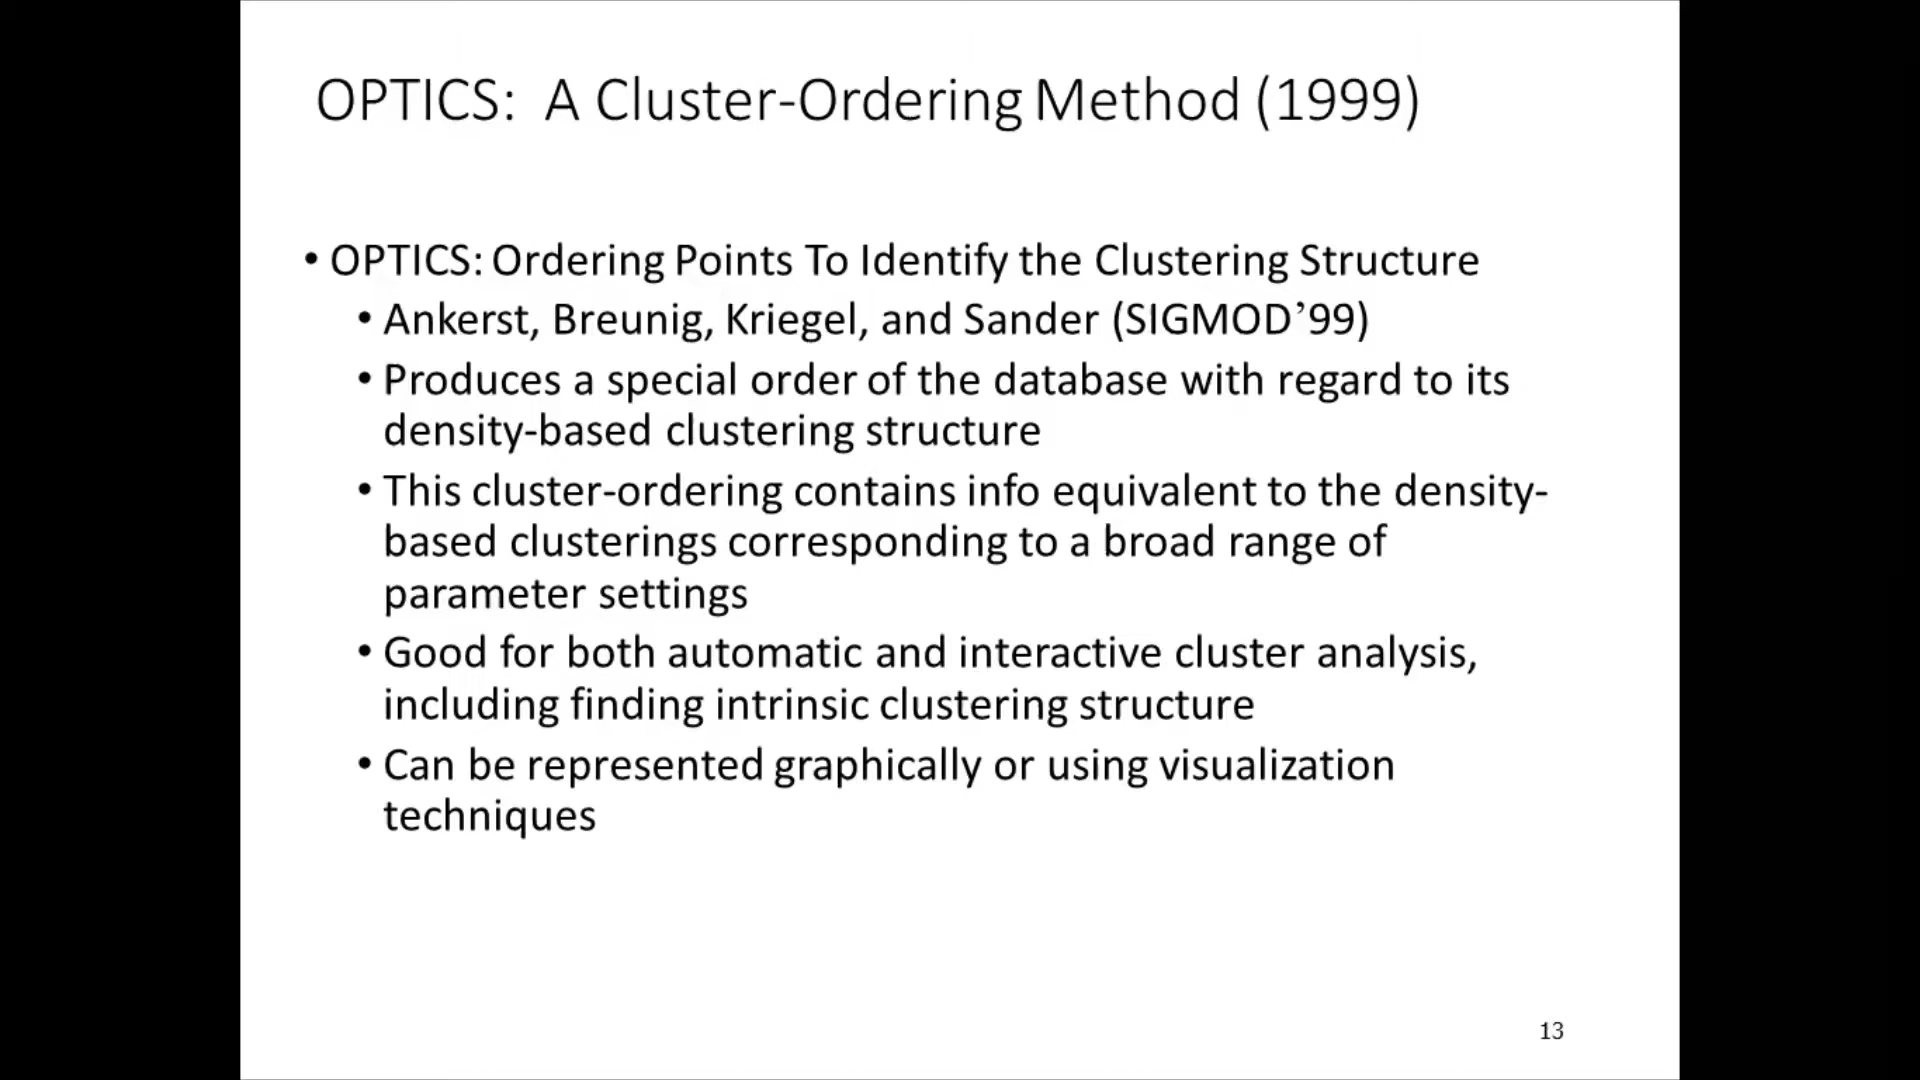 OPTICS: A Cluster-Ordering Method (1999)
• OPTICS: Ordering Points To Identify the Clustering Structure
• Ankerst, Breunig, Kriegel, and Sander (SIGMOD’99)
• Produces a special order of the database with regard to its
density-based clustering structure
• This cluster-ordering contains info equivalent to the density-
based clusterings corresponding to a broad range of
parameter settings
• Good for both automatic and interactive cluster analysis,
including finding intrinsic clustering structure
• Can be represented graphically or using visualization
techniques
13